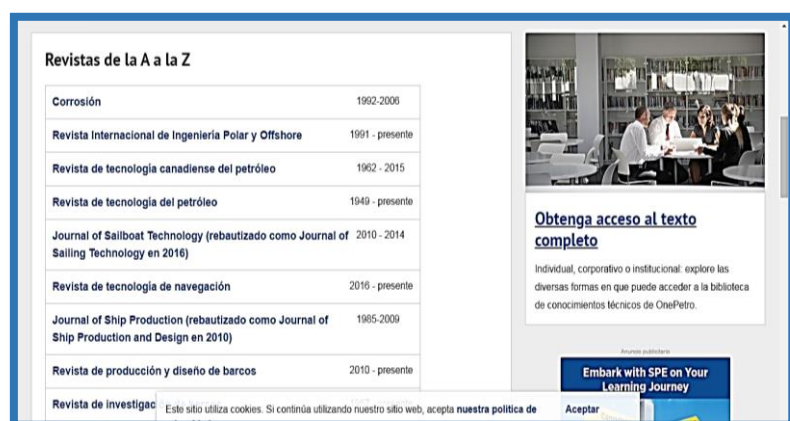 Revistas de la A a la Z
Corrosión 1992-2006
Revista Internacional de Ingeniería Polar y Offshore 1991 - presente
Revista de tecnología canadiense del petróleo 1962 - 2015
Revista de tecnología del petróleo 1949 - presente
Journal of Sailboat Technology (rebautizado como Journal of 2010 - 2014
Sailing Technology en 2016)
Revista de tecnología de navegación 2016 - presente
Journal of Ship Production (rebautizado como Journal of 1985-2009
Ship Production and Design en 2010)
Revista de producción y diseño de barcos 2010 - presente
Revista de investigac
Obtenga acceso al texto
completo
Individual, corporativo o institucional: explore las
diversas formas en que puede acceder a la biblioteca
de conocimientos técnicos de OnePetro.
Anuncio publicitario
Embark with SPE on Your
Learning Journey
Este sitio utiliza cookies. Si continúa utilizando nuestro sitio web, acepta nuestra política de
Aceptar